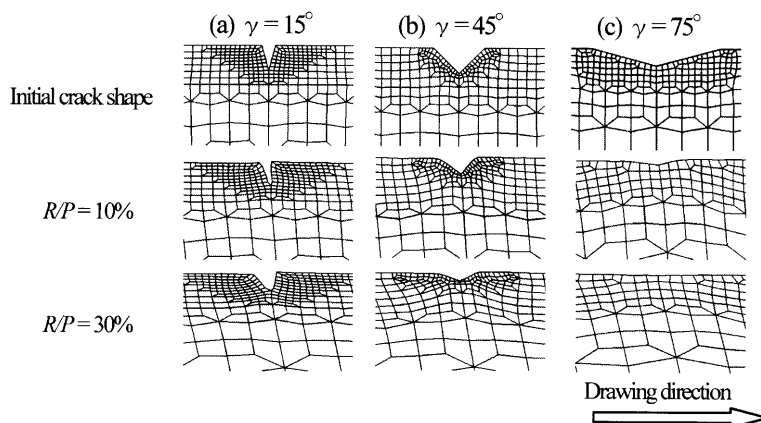 (a) γ = 15° (b) γ = 45° (c) γ = 75°
Initial crack shape
R/P = 10%
R/P = 30%
Drawing direction